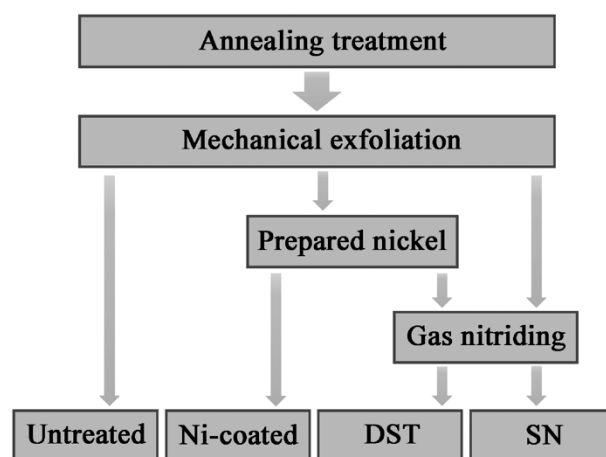 Annealing treatment
Mechanical exfoliation
Prepared nickel
Gas nitriding
Untreated
Ni-coated
DST
SN